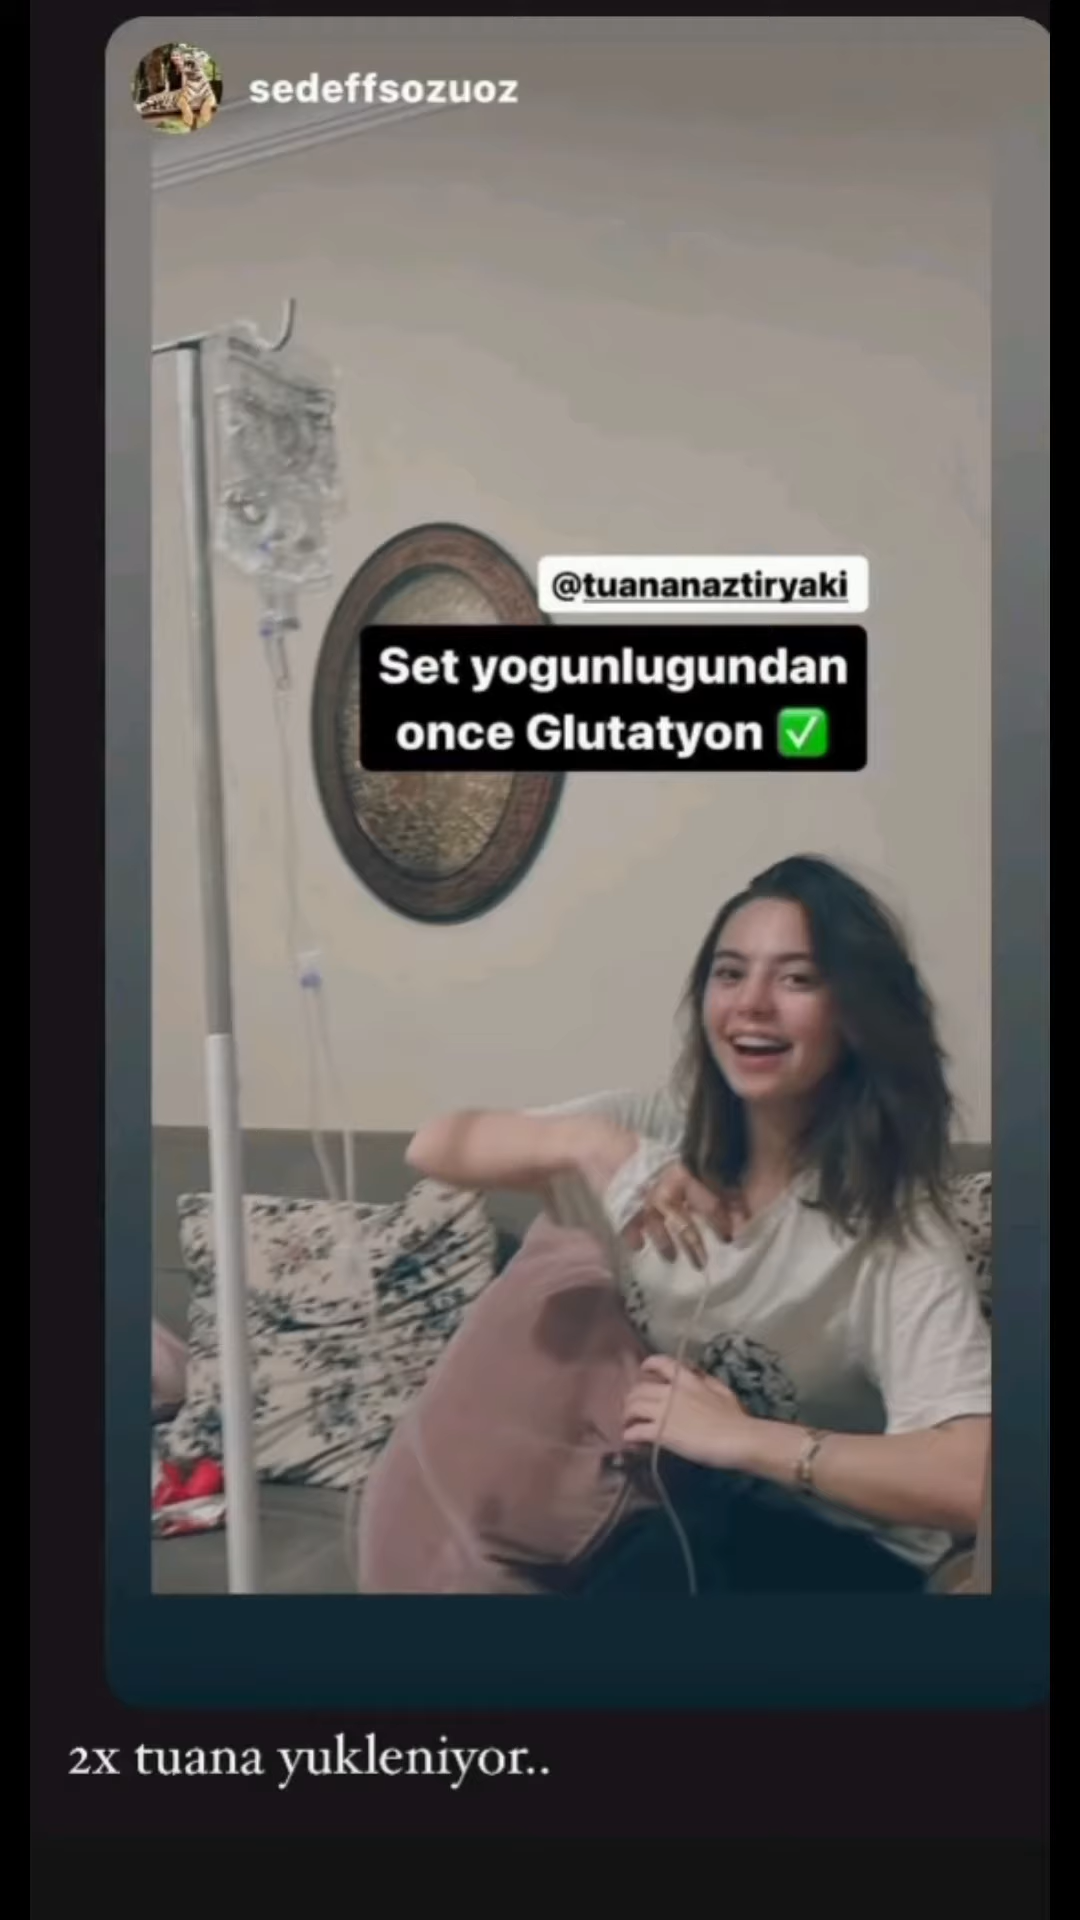 sedeffsozuoz
@tuananaztiryaki
Set yogunlugundan
once Glutatyon ✅
2x tuana yukleniyor..